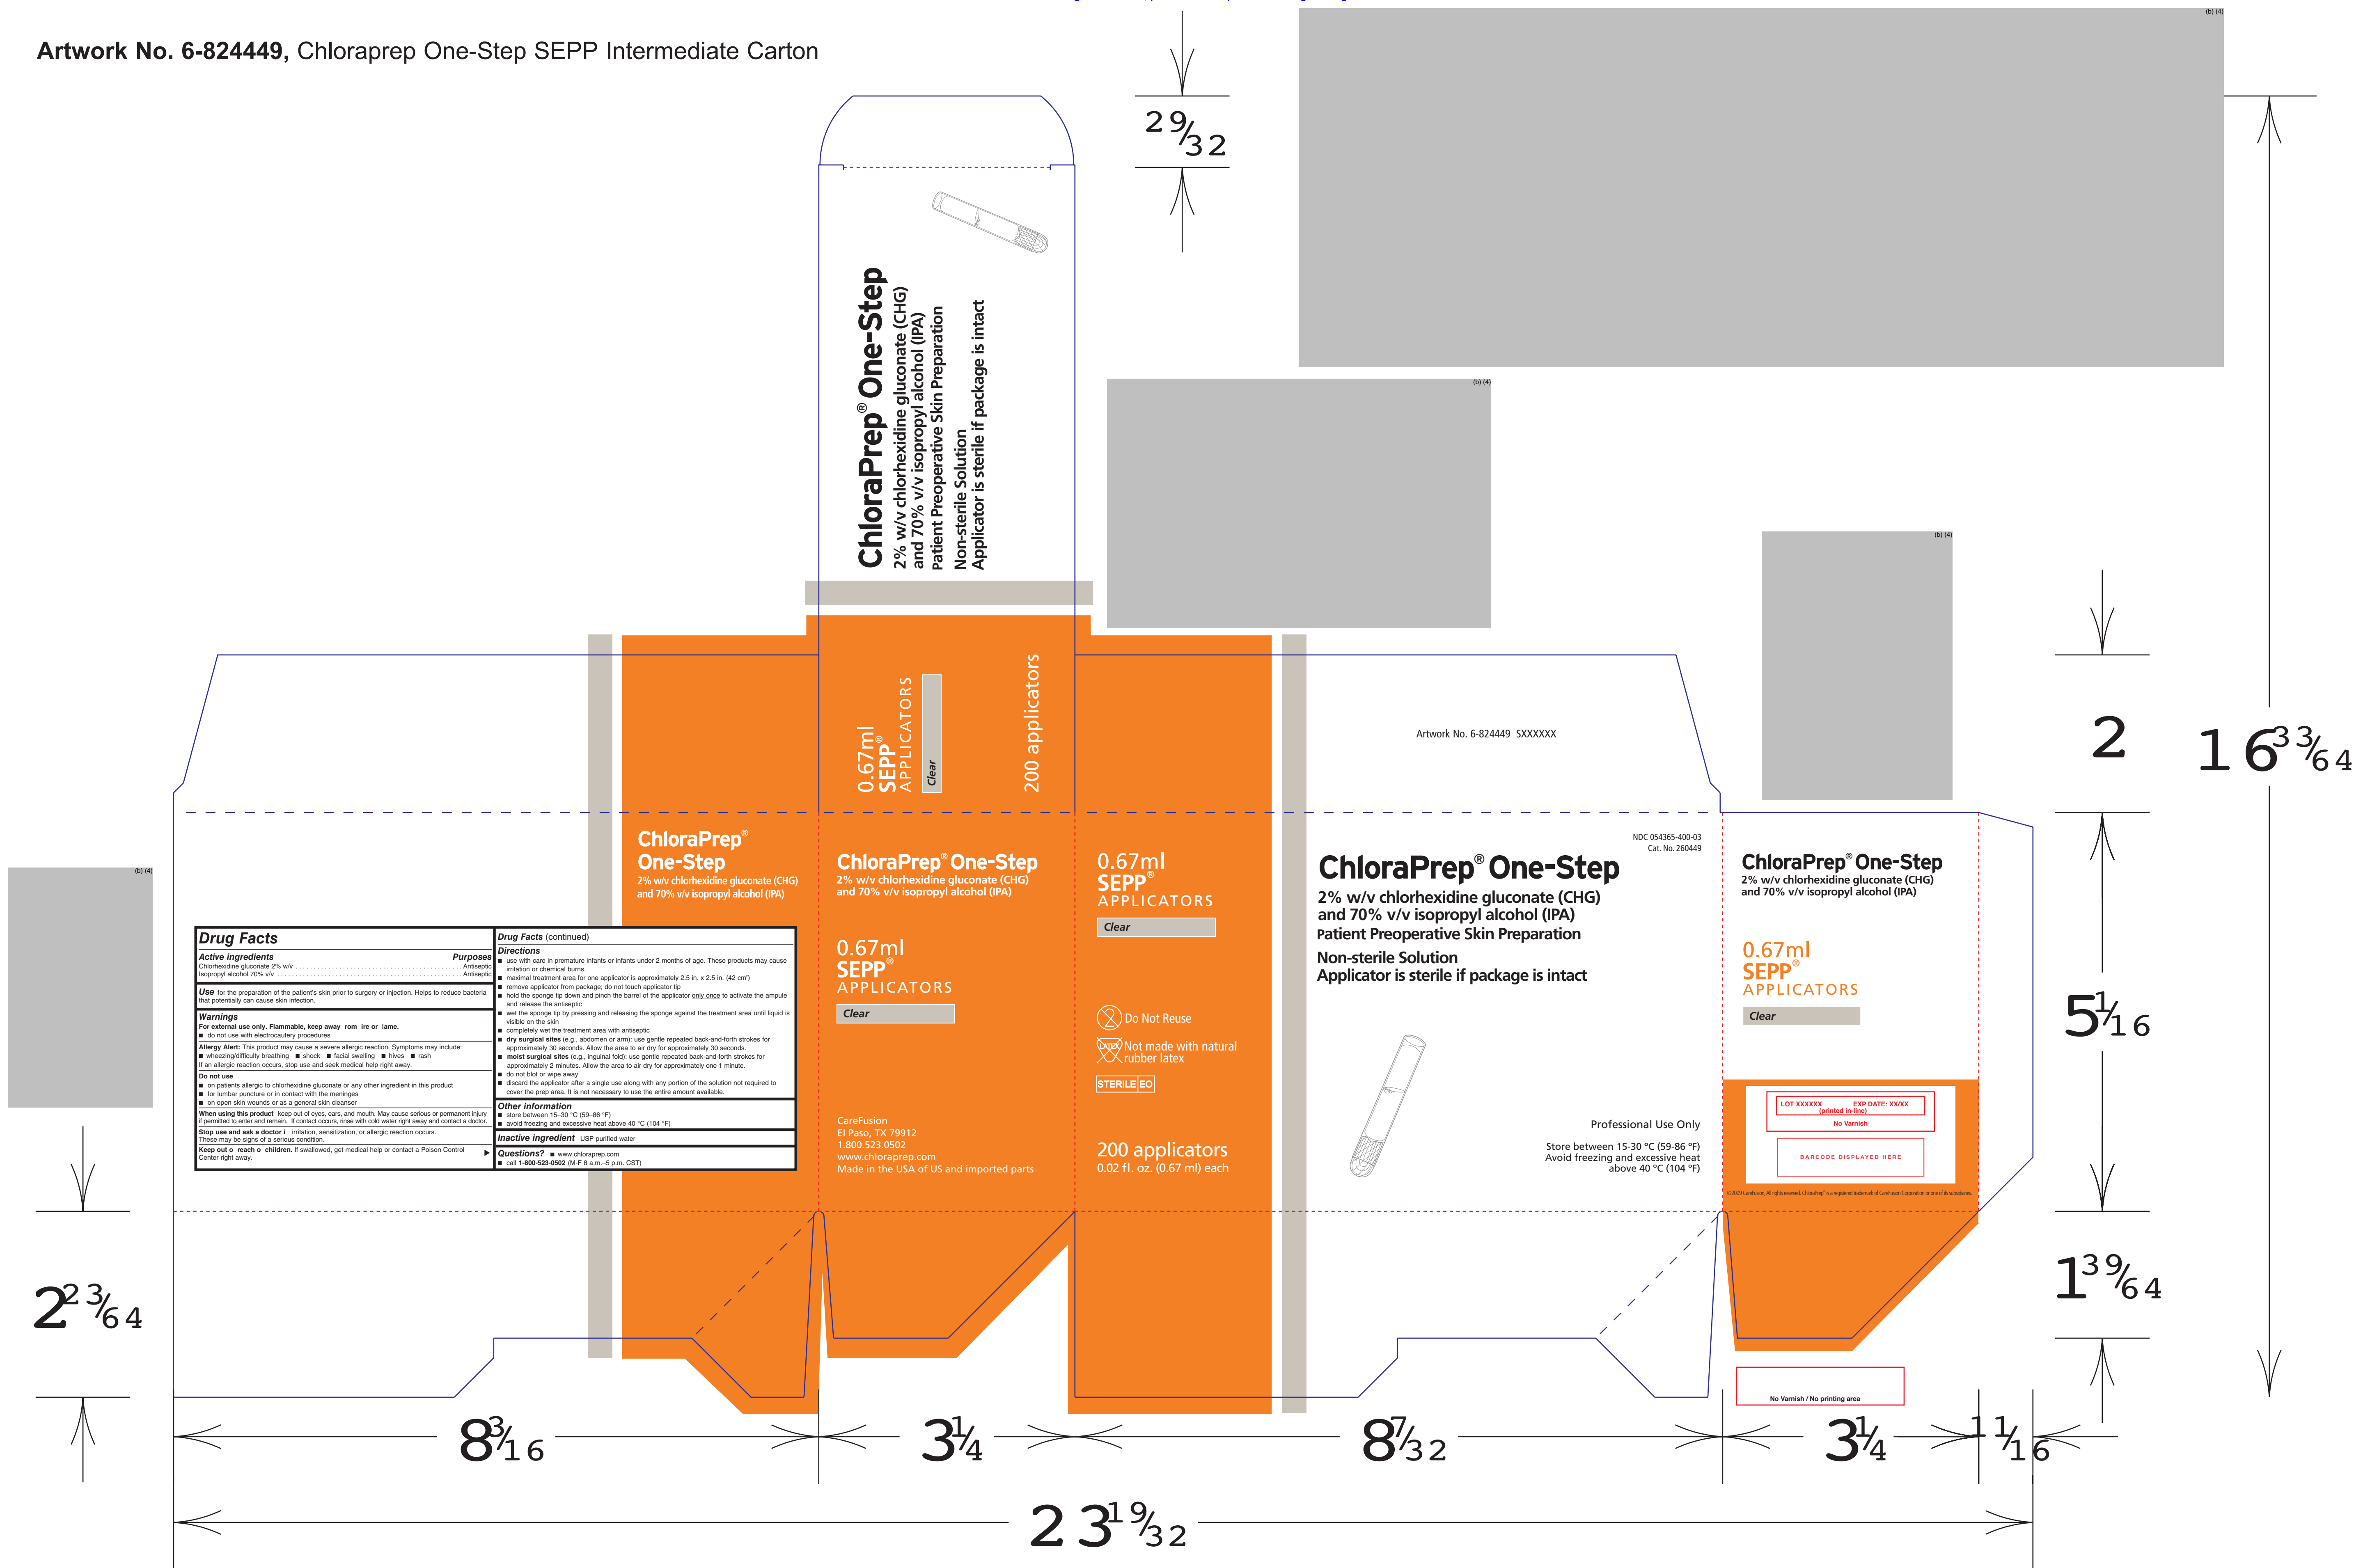 Artwork No. 6-824449, Chloraprep One-Step SEPP Intermediate Carton
(b) (4)
29/32
(b) (4)
(b) (4)
(b) (4)
ChloraPrep® One-Step
2% w/v chlorhexidine gluconate (CHG)
and 70% v/v isopropyl alcohol (IPA)
Patient Preoperative Skin Preparation
Non-sterile Solution
Applicator is sterile if package is intact
0.67ml
SEPP®
APPLICATORS
Clear
200 applicators
Artwork No. 6-824449 SXXXXXX
2
16 33/64
Drug Facts
Active ingredients Purposes
Chlorhexidine gluconate 2% w/v . . . . . . . . . . Antiseptic
Isopropyl alcohol 70% v/v . . . . . . . . . . Antiseptic
Use for the preparation of the patient's skin prior to surgery or injection. Helps to reduce bacteria
that potentially can cause skin infection.
Warnings
For external use only. Flammable, keep away rom ire or lame.
■ do not use with electrocautery procedures
Allergy Alert: This product may cause a severe allergic reaction. Symptoms may include:
■ wheezing/difficulty breathing ■ shock ■ facial swelling ■ hives ■ rash
If an allergic reaction occurs, stop use and seek medical help right away.
Do not use
■ on patients allergic to chlorhexidine gluconate or any other ingredient in this product
■ for lumbar puncture or in contact with the meninges
■ on open skin wounds or as a general skin cleanser
When using this product keep out of eyes, ears, and mouth. May cause serious or permanent injury
if permitted to enter and remain. If contact occurs, rinse with cold water right away and contact a doctor.
Stop use and ask a doctor i irritation, sensitization, or allergic reaction occurs.
These may be signs of a serious condition.
Keep out o reach o children. If swallowed, get medical help or contact a Poison Control
Center right away. ▶
Drug Facts (continued)
Directions
■ use with care in premature infants or infants under 2 months of age. These products may cause
irritation or chemical burns.
■ maximal treatment area for one applicator is approximately 2.5 in. x 2.5 in. (42 cm²)
■ remove applicator from package; do not touch applicator tip
■ hold the sponge tip down and pinch the barrel of the applicator only once to activate the ampule
and release the antiseptic
■ wet the sponge tip by pressing and releasing the sponge against the treatment area until liquid is
visible on the skin
■ completely wet the treatment area with antiseptic
■ dry surgical sites (e.g., abdomen or arm): use gentle repeated back-and-forth strokes for
approximately 30 seconds. Allow the area to air dry for approximately 30 seconds.
■ moist surgical sites (e.g., inguinal fold): use gentle repeated back-and-forth strokes for
approximately 2 minutes. Allow the area to air dry for approximately one 1 minute.
■ do not blot or wipe away
■ discard the applicator after a single use along with any portion of the solution not required to
cover the prep area. It is not necessary to use the entire amount available.
Other information
■ store between 15–30 °C (59–86 °F)
■ avoid freezing and excessive heat above 40 °C (104 °F)
Inactive ingredient USP purified water
Questions? ■ www.chloraprep.com
■ call 1-800-523-0502 (M-F 8 a.m.–5 p.m. CST)
ChloraPrep®
One-Step
2% w/v chlorhexidine gluconate (CHG)
and 70% v/v isopropyl alcohol (IPA)
ChloraPrep® One-Step
2% w/v chlorhexidine gluconate (CHG)
and 70% v/v isopropyl alcohol (IPA)
0.67ml
SEPP®
APPLICATORS
Clear
CareFusion
El Paso, TX 79912
1.800.523.0502
www.chloraprep.com
Made in the USA of US and imported parts
0.67ml
SEPP®
APPLICATORS
Clear
2 Do Not Reuse
LATEX Not made with natural
rubber latex
STERILE EO
200 applicators
0.02 fl. oz. (0.67 ml) each
NDC 054365-400-03
Cat. No. 260449
ChloraPrep® One-Step
2% w/v chlorhexidine gluconate (CHG)
and 70% v/v isopropyl alcohol (IPA)
Patient Preoperative Skin Preparation
Non-sterile Solution
Applicator is sterile if package is intact
Professional Use Only
Store between 15-30 ºC (59-86 ºF)
Avoid freezing and excessive heat
above 40 ºC (104 ºF)
ChloraPrep® One-Step
2% w/v chlorhexidine gluconate (CHG)
and 70% v/v isopropyl alcohol (IPA)
0.67ml
SEPP®
APPLICATORS
Clear
LOT XXXXXX EXP DATE: XX/XX
(printed in-line)
No Varnish
BARCODE DISPLAYED HERE
©2009 CareFusion, All rights reserved. ChloraPrep® is a registered trademark of CareFusion Corporation or one of its subsidiaries.
5 1/16
2 23/64
1 39/64
No Varnish / No printing area
8 3/16
3 1/4
8 7/32
3 1/4
11/16
23 19/32